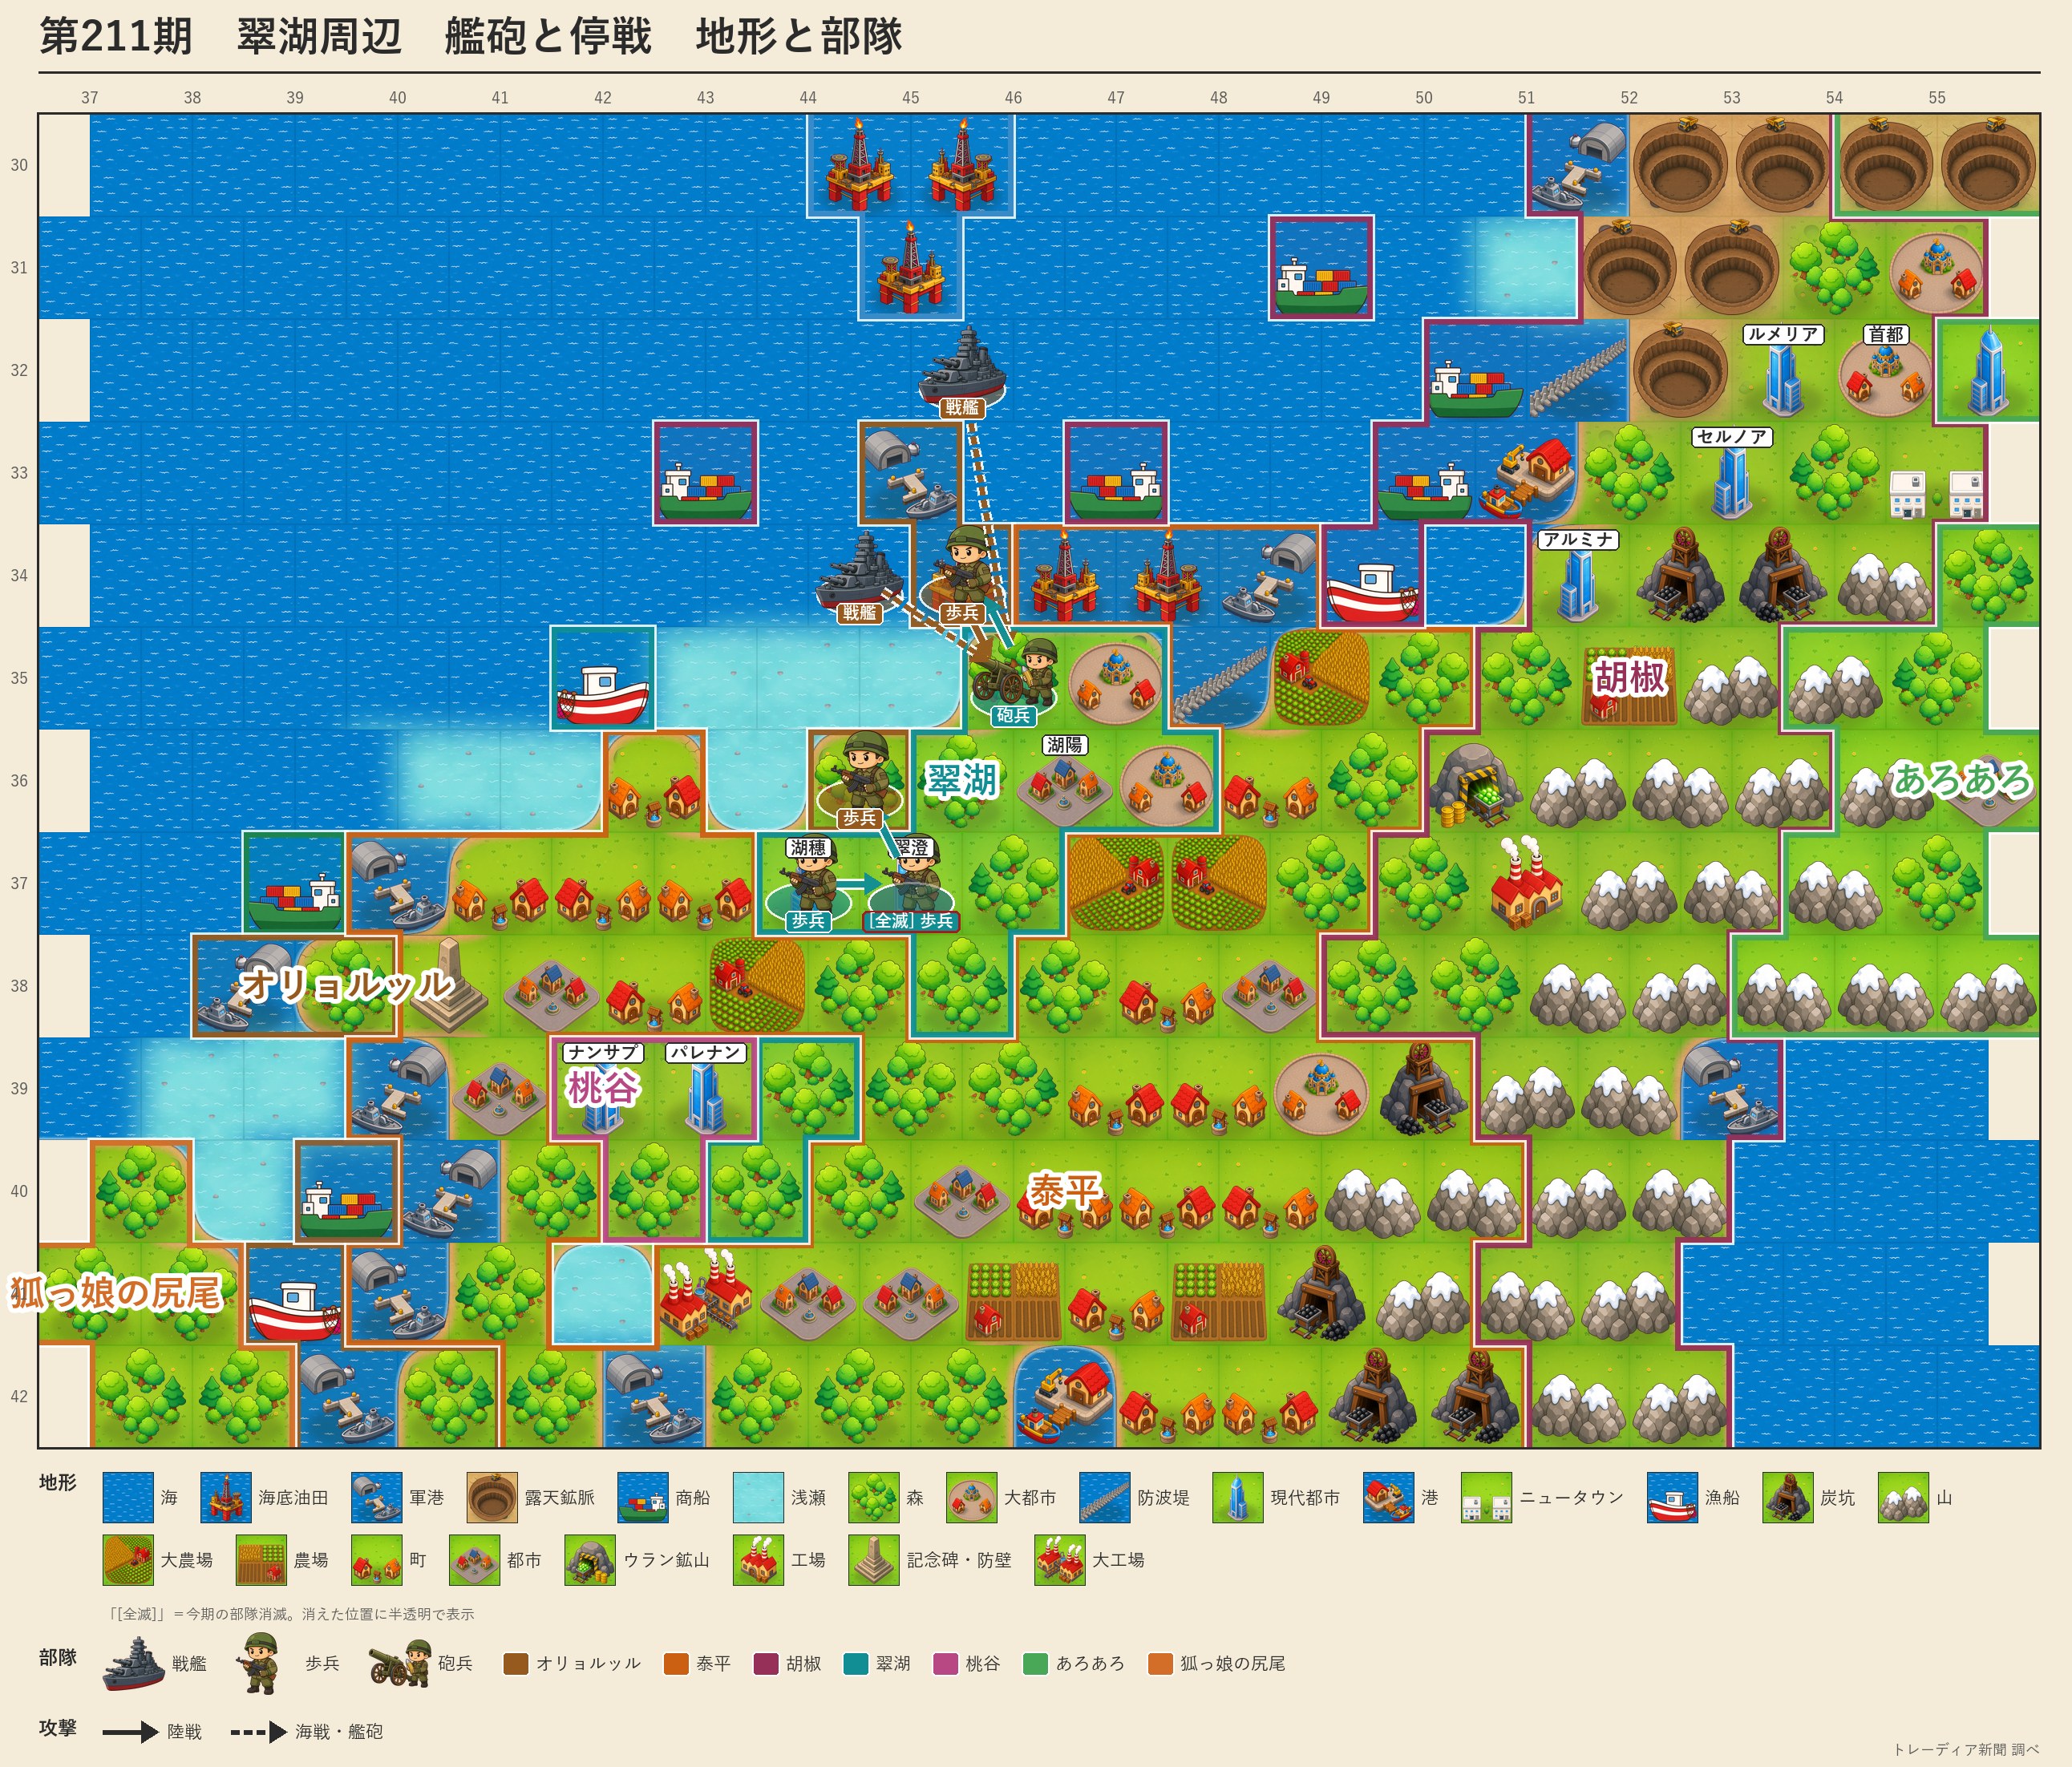 第211期　翠湖周辺　艦砲と停戦　地形と部隊
37 38 39 40 41 42 43 44 45 46 47 48 49 50 51 52 53 54 55
30
31
32
ルメリア 首都
戦艦
33
セルノア
34
アルミナ
戦艦 歩兵
35
胡椒
砲兵
36
湖陽
翠湖
あろあろ
歩兵
37
湖穂 翠澄
歩兵 [全滅] 歩兵
38
オリョルッル
39
ナンサプ パレナン
桃谷
40
泰平
41
狐っ娘の尻尾
42
地形 海 海底油田 軍港 露天鉱脈 商船 浅瀬 森 大都市 防波堤 現代都市 港 ニュータウン 漁船 炭坑 山
大農場 農場 町 都市 ウラン鉱山 工場 記念碑・防壁 大工場
「[全滅]」＝今期の部隊消滅。消えた位置に半透明で表示
部隊 戦艦 歩兵 砲兵 オリョルッル 泰平 胡椒 翠湖 桃谷 あろあろ 狐っ娘の尻尾
攻撃 陸戦 海戦・艦砲
トレーディア新聞 調べ